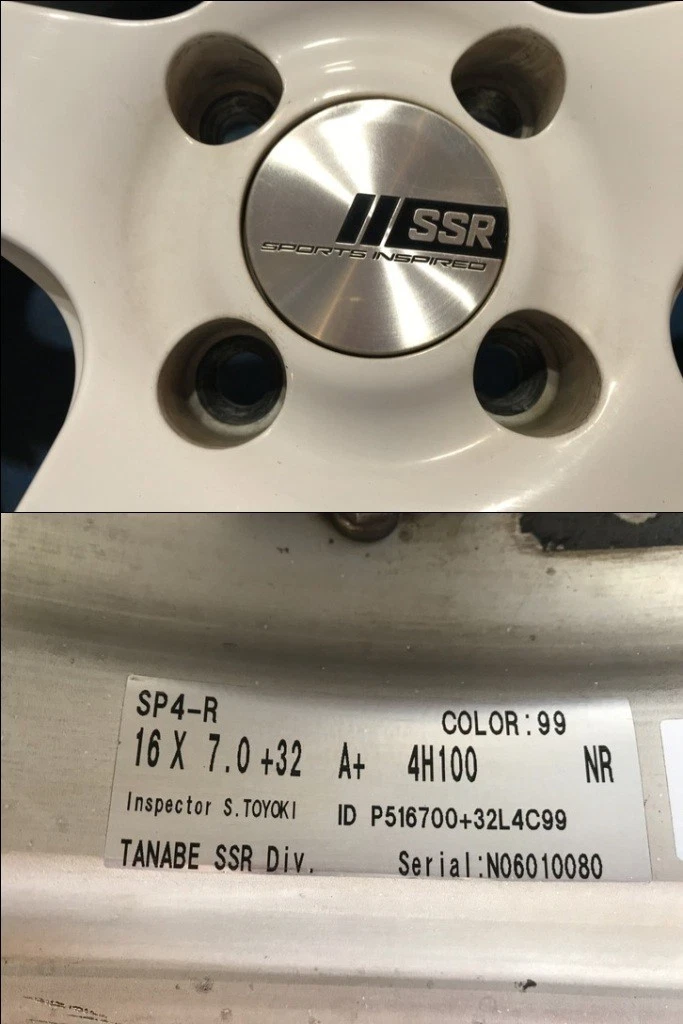 SSR
SPORTS INSPIRED
SP4-R COLOR:99
16 X 7.0 +32 A+ 4H100 NR
Inspector S.TOYOKI ID P516700+32L4C99
TANABE SSR Div. Serial:N06010080